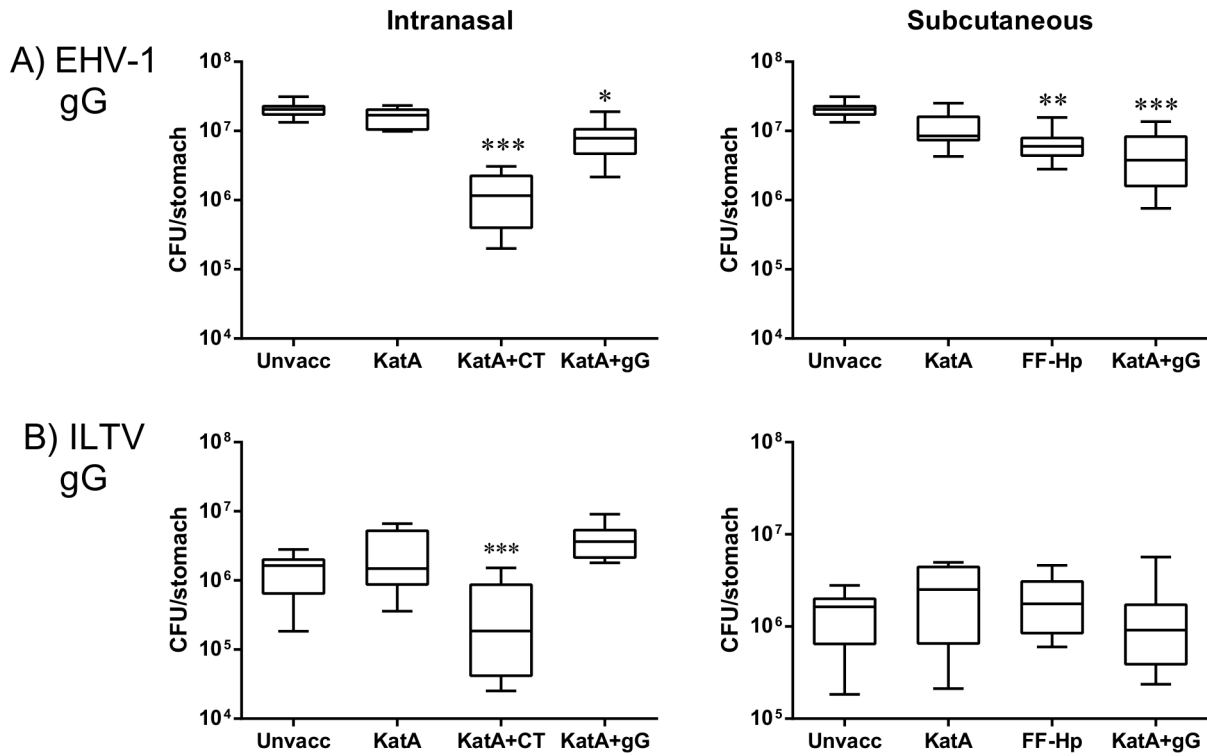 Intranasal
Subcutaneous
A) EHV-1
gG
CFU/stomach
10⁸
10⁷
10⁶
10⁵
10⁴
*
***
Unvacc KatA KatA+CT KatA+gG
CFU/stomach
10⁸
10⁷
10⁶
10⁵
10⁴
** ***
Unvacc KatA FF-Hp KatA+gG
B) ILTV
gG
CFU/stomach
10⁸
10⁷
10⁶
10⁵
10⁴
***
Unvacc KatA KatA+CT KatA+gG
CFU/stomach
10⁸
10⁷
10⁶
10⁵
Unvacc KatA FF-Hp KatA+gG